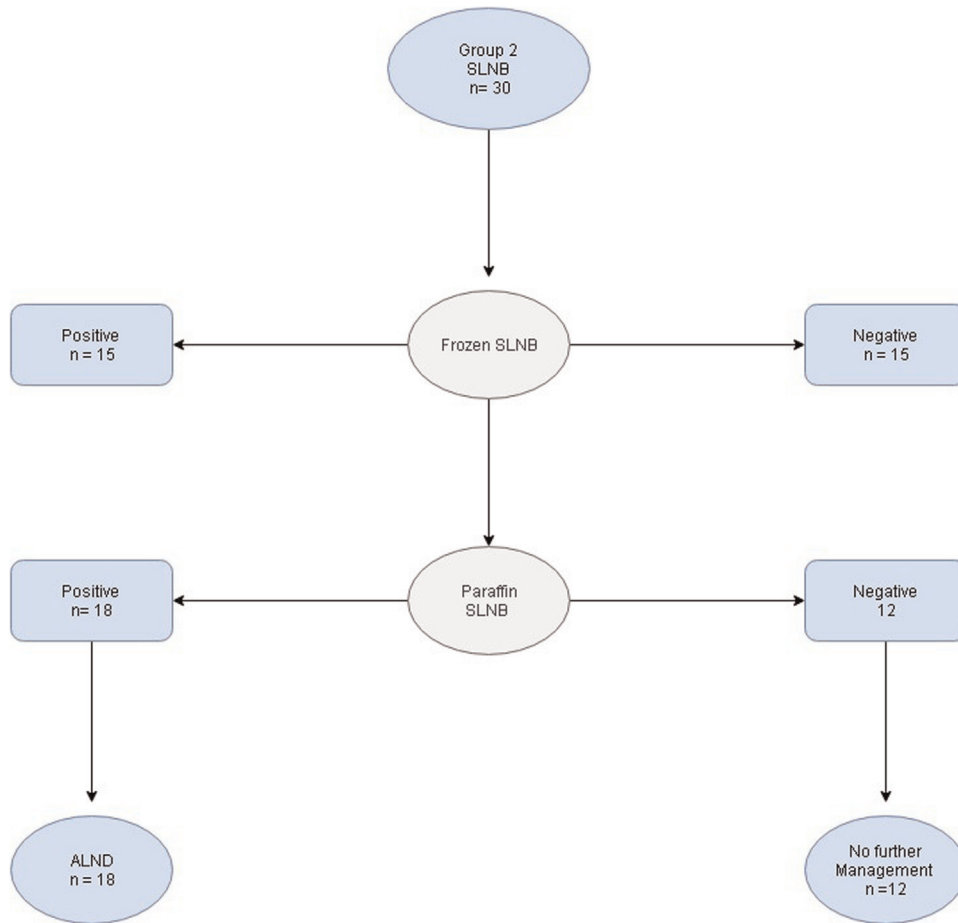 Group 2
SLNB
n= 30
Positive
n = 15
Frozen SLNB
Negative
n = 15
Positive
n= 18
Paraffin
SLNB
Negative
12
ALND
n = 18
No further
Management
n =12